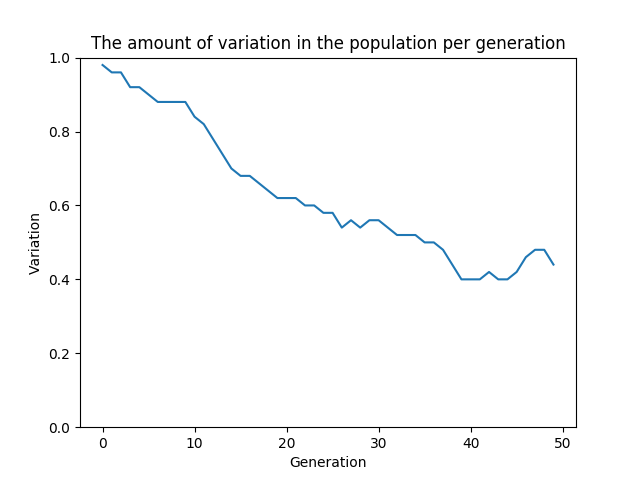 The amount of variation in the population per generation
1.0
0.8
0.6
0.4
0.2
0.0
Variation
0 10 20 30 40 50
Generation